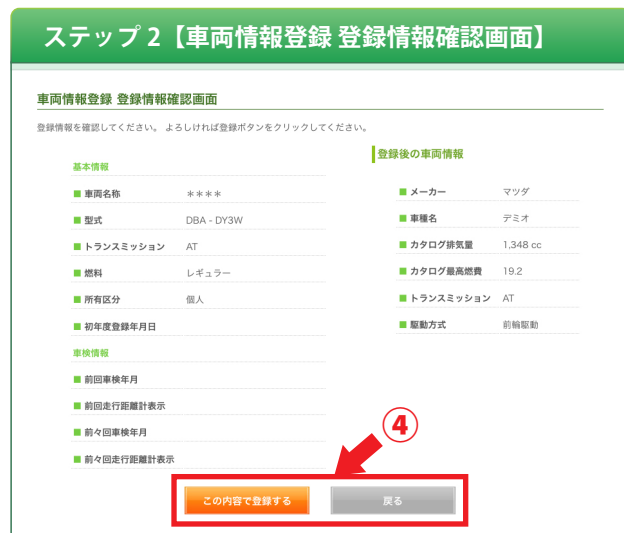 ステップ 2【車両情報登録 登録情報確認画面】
車両情報登録 登録情報確認画面
登録情報を確認してください。 よろしければ登録ボタンをクリックしてください。
基本情報
車両名称 ＊＊＊＊
型式 DBA - DY3W
トランスミッション AT
燃料 レギュラー
所有区分 個人
初年度登録年月日
車検情報
前回車検年月
前回走行距離計表示
前々回車検年月
前々回走行距離計表示
登録後の車両情報
メーカー マツダ
車種名 デミオ
カタログ排気量 1,348 cc
カタログ最高燃費 19.2
トランスミッション AT
駆動方式 前輪駆動
④
この内容で登録する 戻る